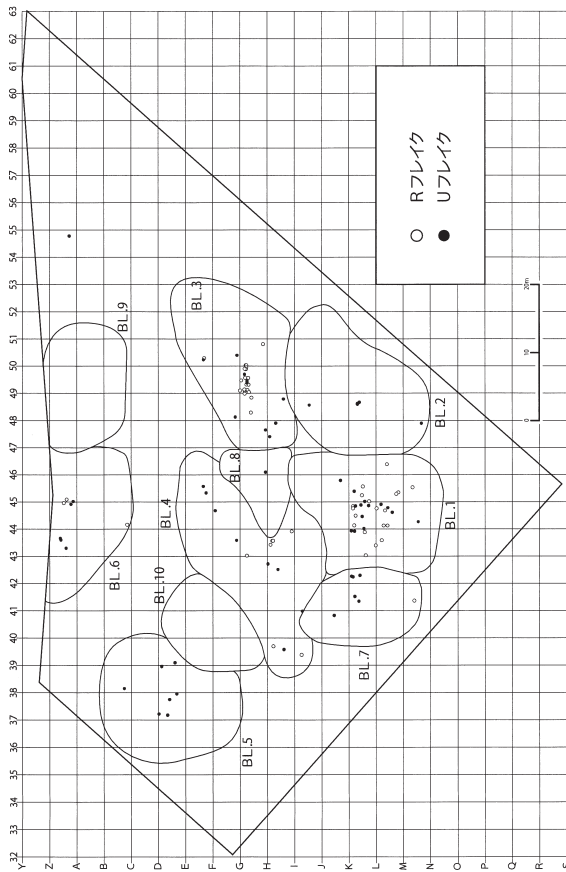 63
62
61
60
59
58
57
56
55
54
53
52
51
50
49
48
47
46
45
44
43
42
41
40
39
38
37
36
35
34
33
32
Y
Z
A
B
C
D
E
F
G
H
I
J
K
L
M
N
O
P
Q
R
S
BL.9
BL.3
BL.2
BL.8
BL.4
BL.1
BL.6
BL.10
BL.7
BL.5
○ Rフレイク
● Uフレイク
0 10 20m